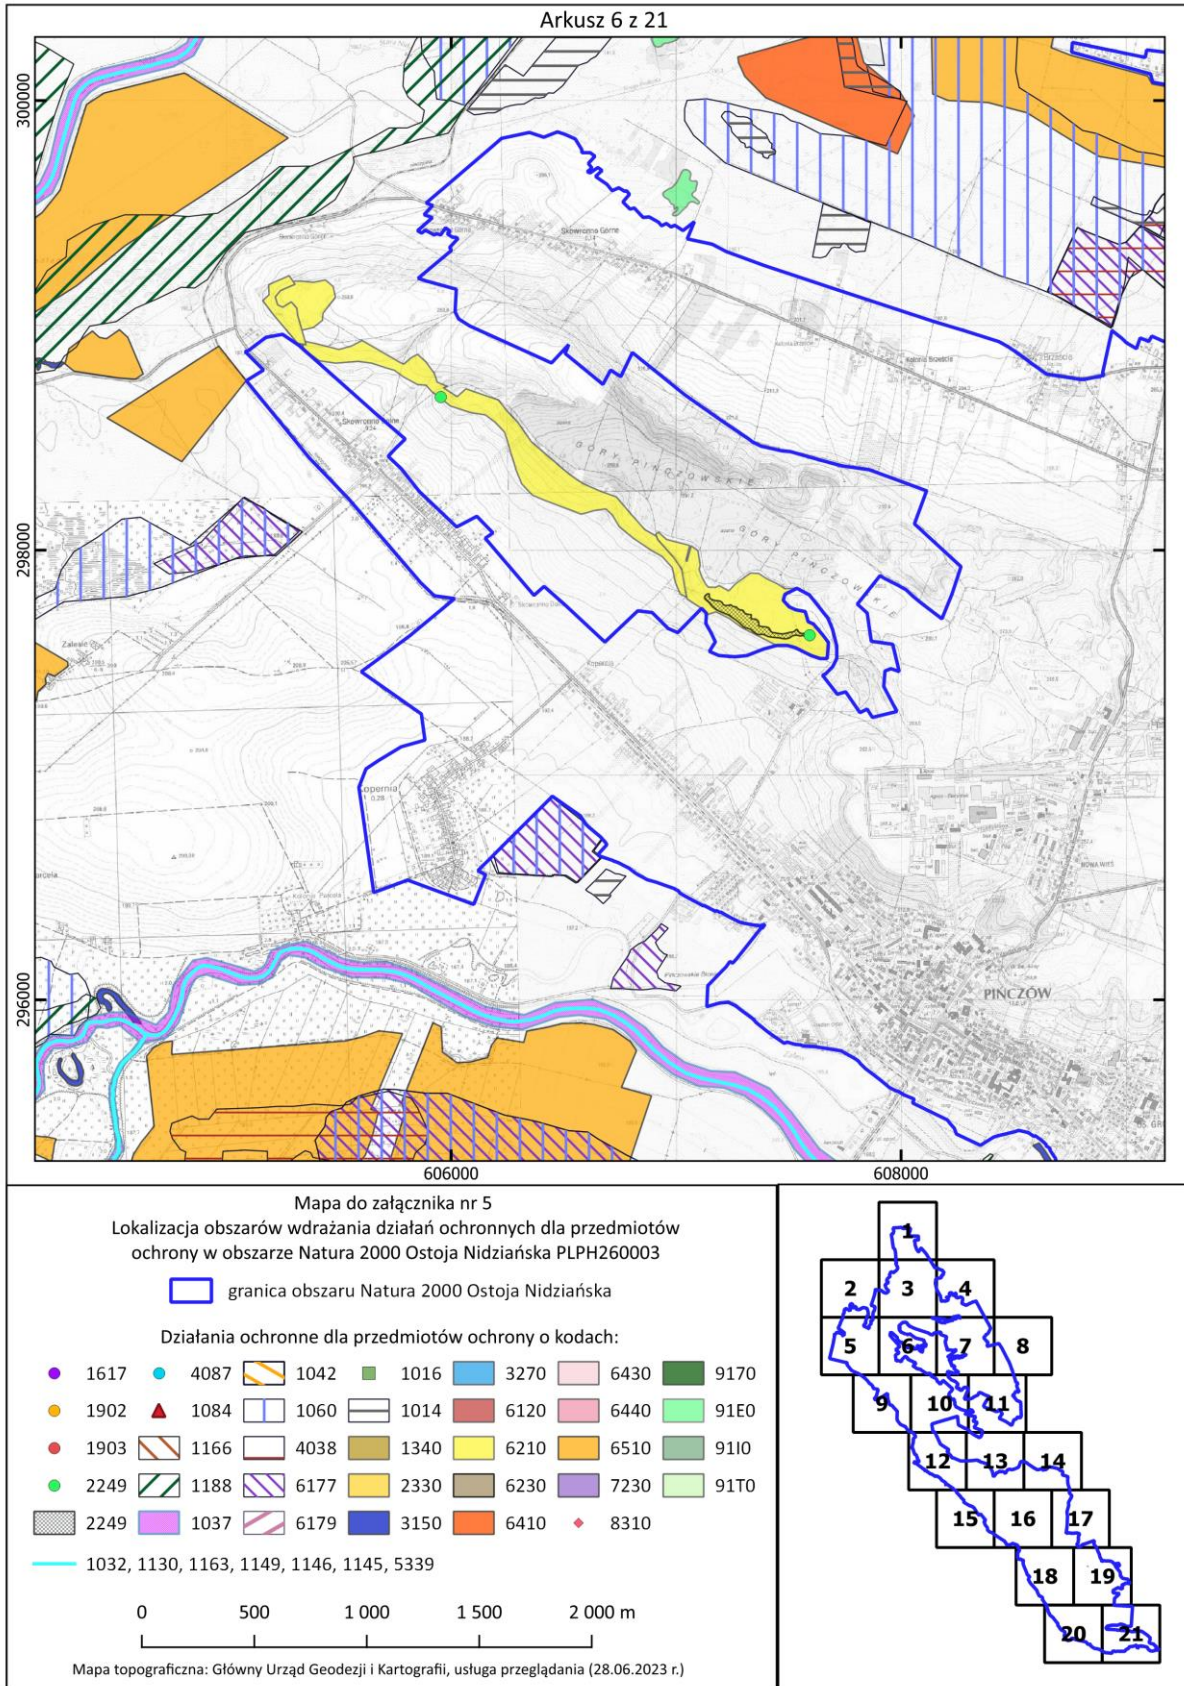 Arkusz 6 z 21
300000
298000
296000
606000
608000
Skowronno Górne
Skowronno Dolne
GÓRY PIŃCZOWSKIE
GÓRY PIŃCZOWSKIE
Kopernia
PIŃCZÓW
Mapa do załącznika nr 5
Lokalizacja obszarów wdrażania działań ochronnych dla przedmiotów
ochrony w obszarze Natura 2000 Ostoja Nidziańska PLPH260003
granica obszaru Natura 2000 Ostoja Nidziańska
Działania ochronne dla przedmiotów ochrony o kodach:
1617 4087 1042 1016 3270 6430 9170
1902 1084 1060 1014 6120 6440 91E0
1903 1166 4038 1340 6210 6510 91I0
2249 1188 6177 2330 6230 7230 91T0
2249 1037 6179 3150 6410 8310
1032, 1130, 1163, 1149, 1146, 1145, 5339
0 500 1 000 1 500 2 000 m
Mapa topograficzna: Główny Urząd Geodezji i Kartografii, usługa przeglądania (28.06.2023 r.)
1
2 3 4
5 6 7 8
9 10 11
12 13 14
15 16 17
18 19
20 21